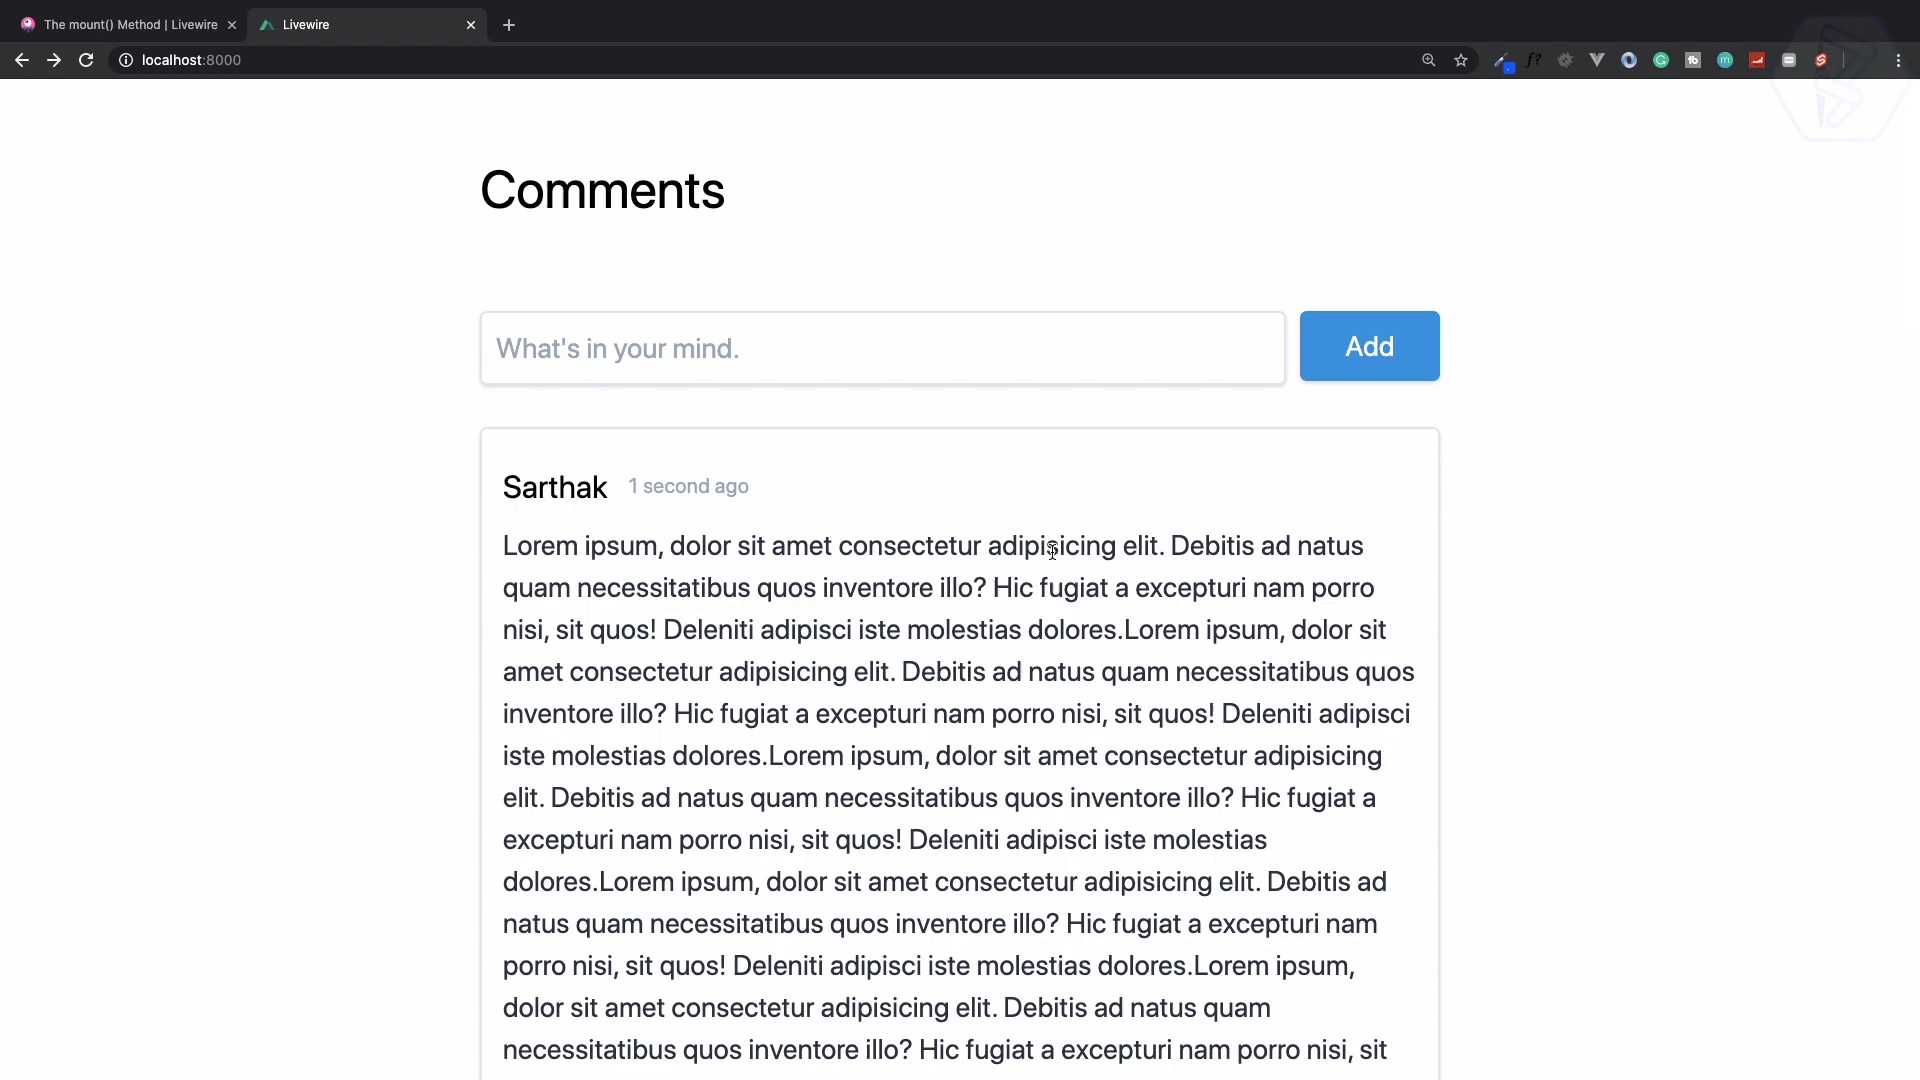 The mount() Method | Livewire
Livewire
localhost:8000
Comments
What's in your mind.
Add
Sarthak 1 second ago
Lorem ipsum, dolor sit amet consectetur adipisicing elit. Debitis ad natus
quam necessitatibus quos inventore illo? Hic fugiat a excepturi nam porro
nisi, sit quos! Deleniti adipisci iste molestias dolores.Lorem ipsum, dolor sit
amet consectetur adipisicing elit. Debitis ad natus quam necessitatibus quos
inventore illo? Hic fugiat a excepturi nam porro nisi, sit quos! Deleniti adipisci
iste molestias dolores.Lorem ipsum, dolor sit amet consectetur adipisicing
elit. Debitis ad natus quam necessitatibus quos inventore illo? Hic fugiat a
excepturi nam porro nisi, sit quos! Deleniti adipisci iste molestias
dolores.Lorem ipsum, dolor sit amet consectetur adipisicing elit. Debitis ad
natus quam necessitatibus quos inventore illo? Hic fugiat a excepturi nam
porro nisi, sit quos! Deleniti adipisci iste molestias dolores.Lorem ipsum,
dolor sit amet consectetur adipisicing elit. Debitis ad natus quam
necessitatibus quos inventore illo? Hic fugiat a excepturi nam porro nisi, sit